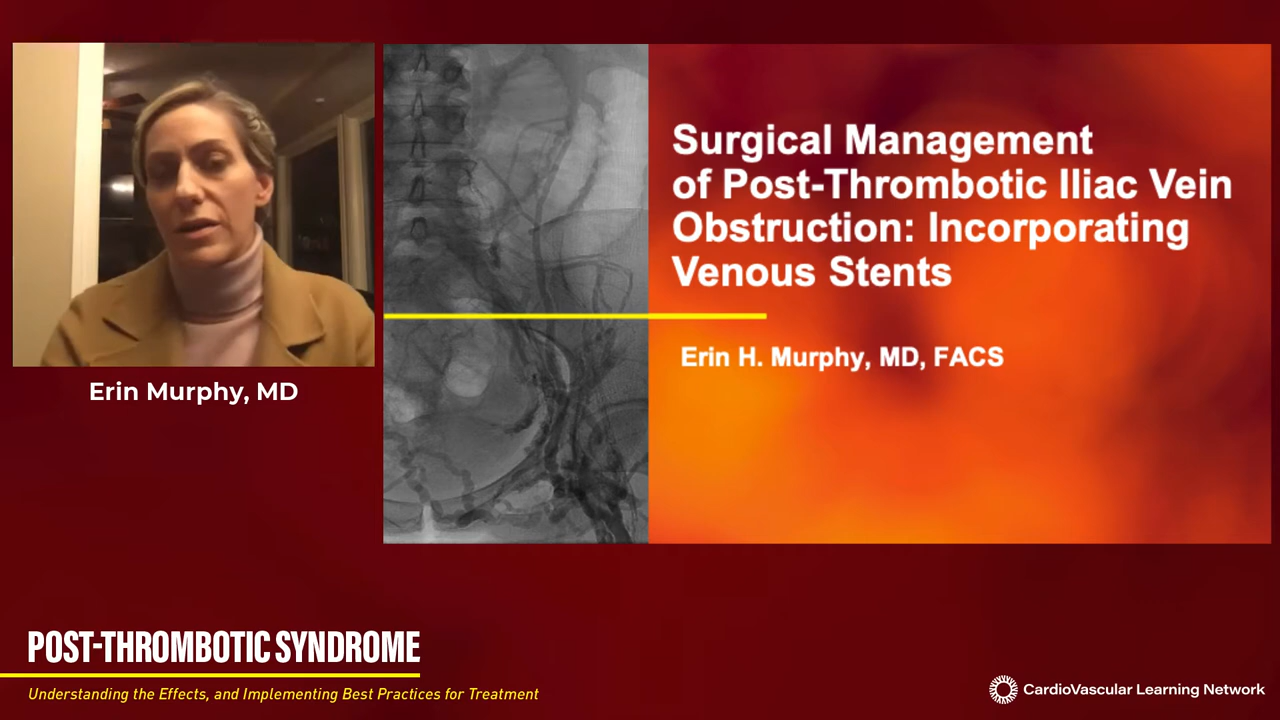 Surgical Management
of Post-Thrombotic Iliac Vein
Obstruction: Incorporating
Venous Stents
Erin H. Murphy, MD, FACS
Erin Murphy, MD
POST-THROMBOTIC SYNDROME
Understanding the Effects, and Implementing Best Practices for Treatment
CardioVascular Learning Network